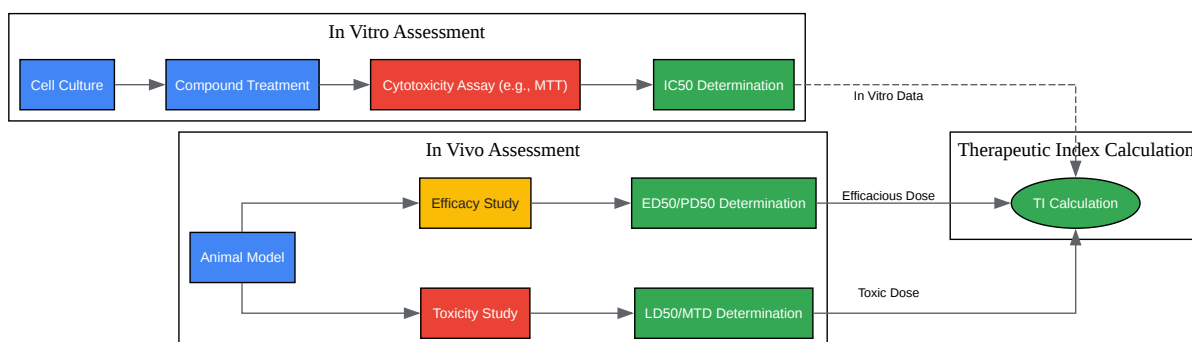 In Vitro Assessment
Cell Culture
Compound Treatment
Cytotoxicity Assay (e.g., MTT)
IC50 Determination
In Vitro Data
In Vivo Assessment
Therapeutic Index Calculation
Efficacy Study
ED50/PD50 Determination
Efficacious Dose
TI Calculation
Animal Model
Toxicity Study
LD50/MTD Determination
Toxic Dose